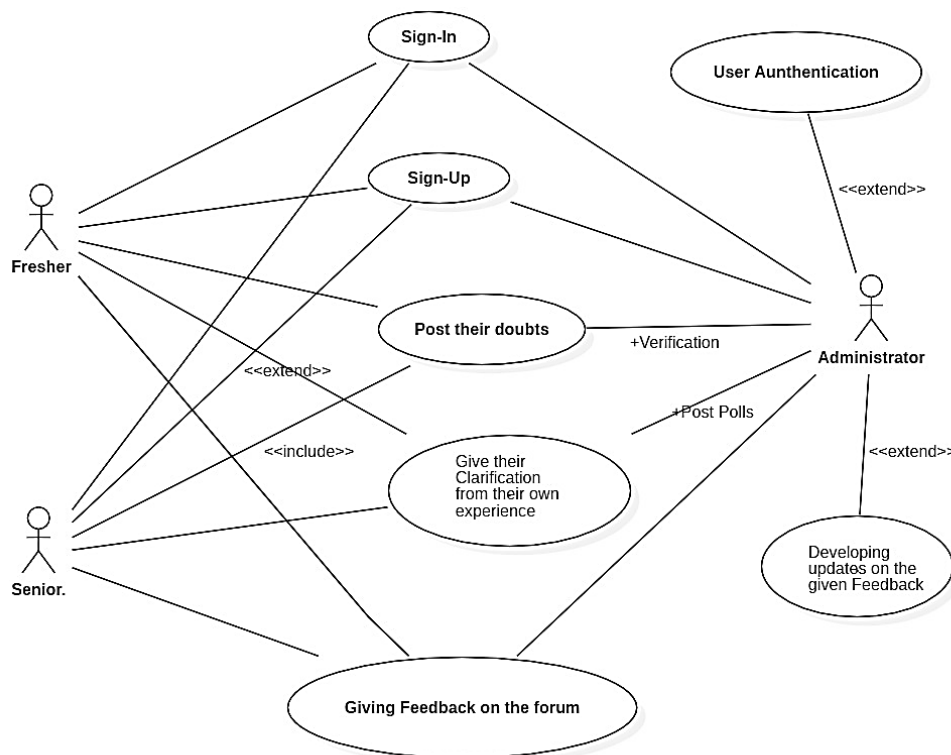 Sign-In
User Aunthentication
Sign-Up
<<extend>>
Fresher
Post their doubts
+Verification
Administrator
<<extend>>
+Post Polls
<<include>>
<<extend>>
Give their
Clarification
from their own
experience
Senior.
Developing
updates on the
given Feedback
Giving Feedback on the forum